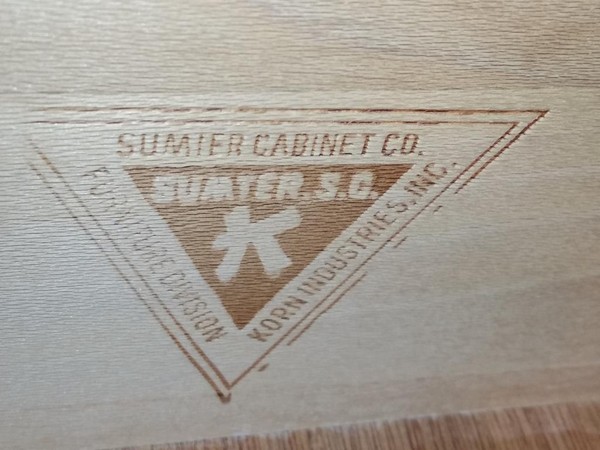 SUMTER CABINET CO.
SUMTER, S.C.
K
FURNITURE DIVISION
KORN INDUSTRIES, INC.